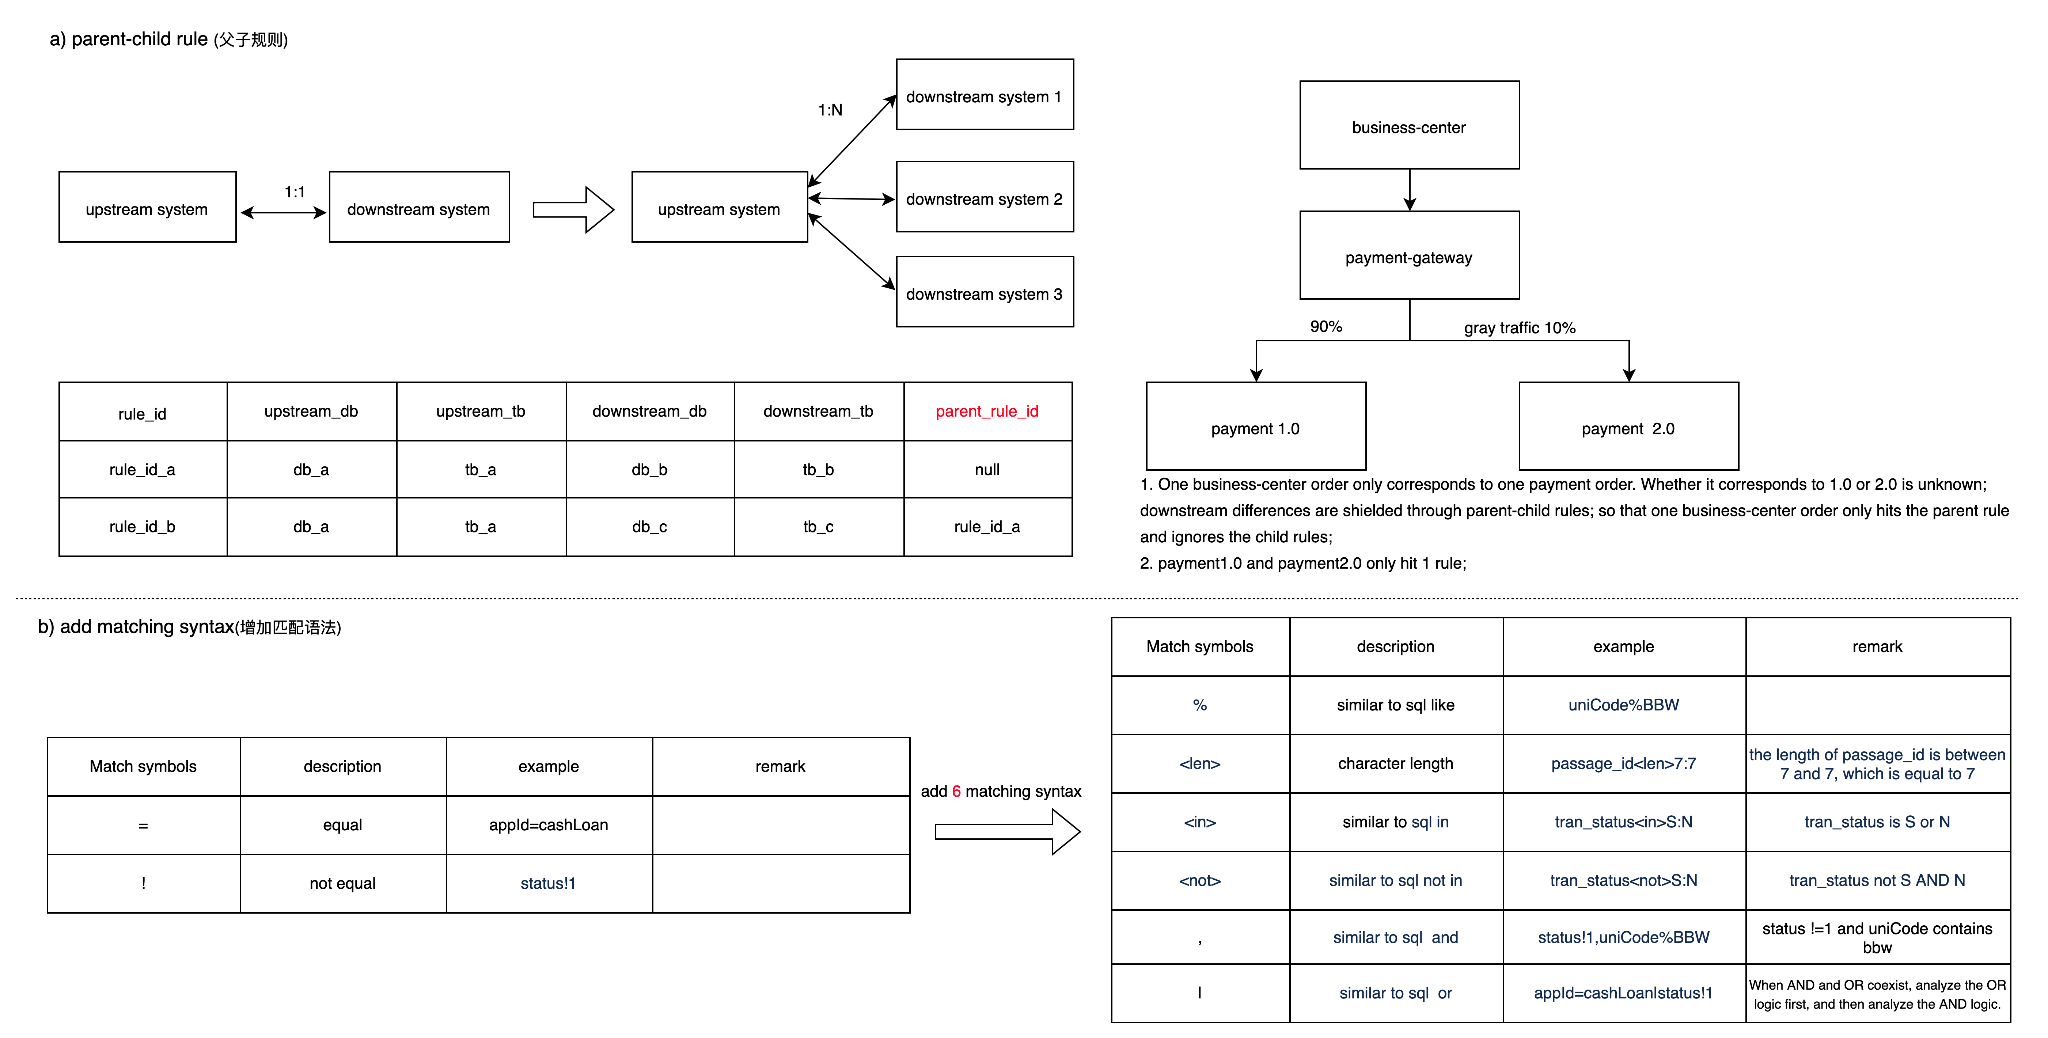 a) parent-child rule (父子规则)
1:1
upstream system
downstream system
1:N
upstream system
downstream system 1
downstream system 2
downstream system 3
rule_id
upstream_db
upstream_tb
downstream_db
downstream_tb
parent_rule_id
rule_id_a
db_a
tb_a
db_b
tb_b
null
rule_id_b
db_a
tb_a
db_c
tb_c
rule_id_a
business-center
payment-gateway
90%
gray traffic 10%
payment 1.0
payment  2.0
1. One business-center order only corresponds to one payment order. Whether it corresponds to 1.0 or 2.0 is unknown;
downstream differences are shielded through parent-child rules; so that one business-center order only hits the parent rule
and ignores the child rules;
2. payment1.0 and payment2.0 only hit 1 rule;
b) add matching syntax(增加匹配语法)
Match symbols
description
example
remark
=
equal
appId=cashLoan
!
not equal
status!1
add 6 matching syntax
Match symbols
description
example
remark
%
similar to sql like
uniCode%BBW
<len>
character length
passage_id<len>7:7
the length of passage_id is between
7 and 7, which is equal to 7
<in>
similar to sql in
tran_status<in>S:N
tran_status is S or N
<not>
similar to sql not in
tran_status<not>S:N
tran_status not S AND N
,
similar to sql  and
status!1,uniCode%BBW
status !=1 and uniCode contains
bbw
|
similar to sql  or
appId=cashLoan|status!1
When AND and OR coexist, analyze the OR
logic first, and then analyze the AND logic.